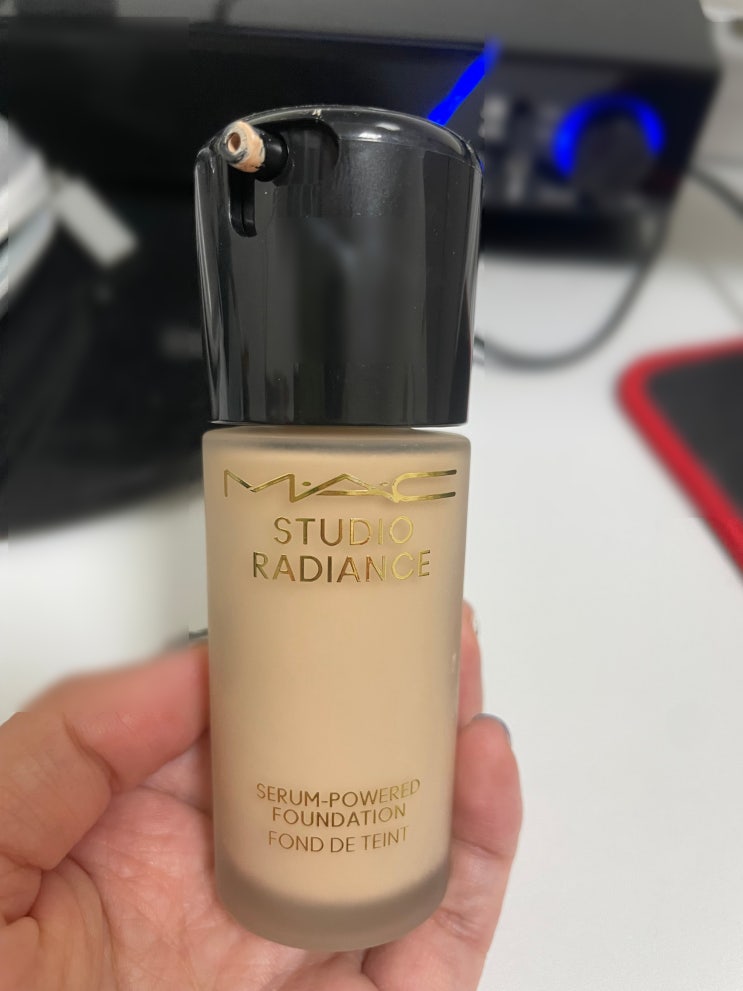 M·A·C
STUDIO
RADIANCE
SERUM-POWERED
FOUNDATION
FOND DE TEINT